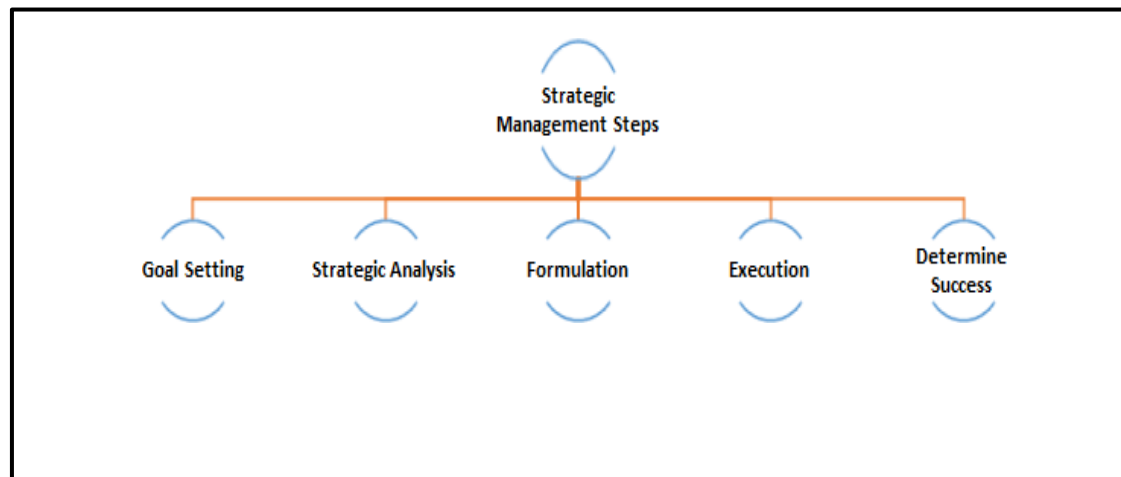 Strategic
Management Steps
Goal Setting
Strategic Analysis
Formulation
Execution
Determine
Success